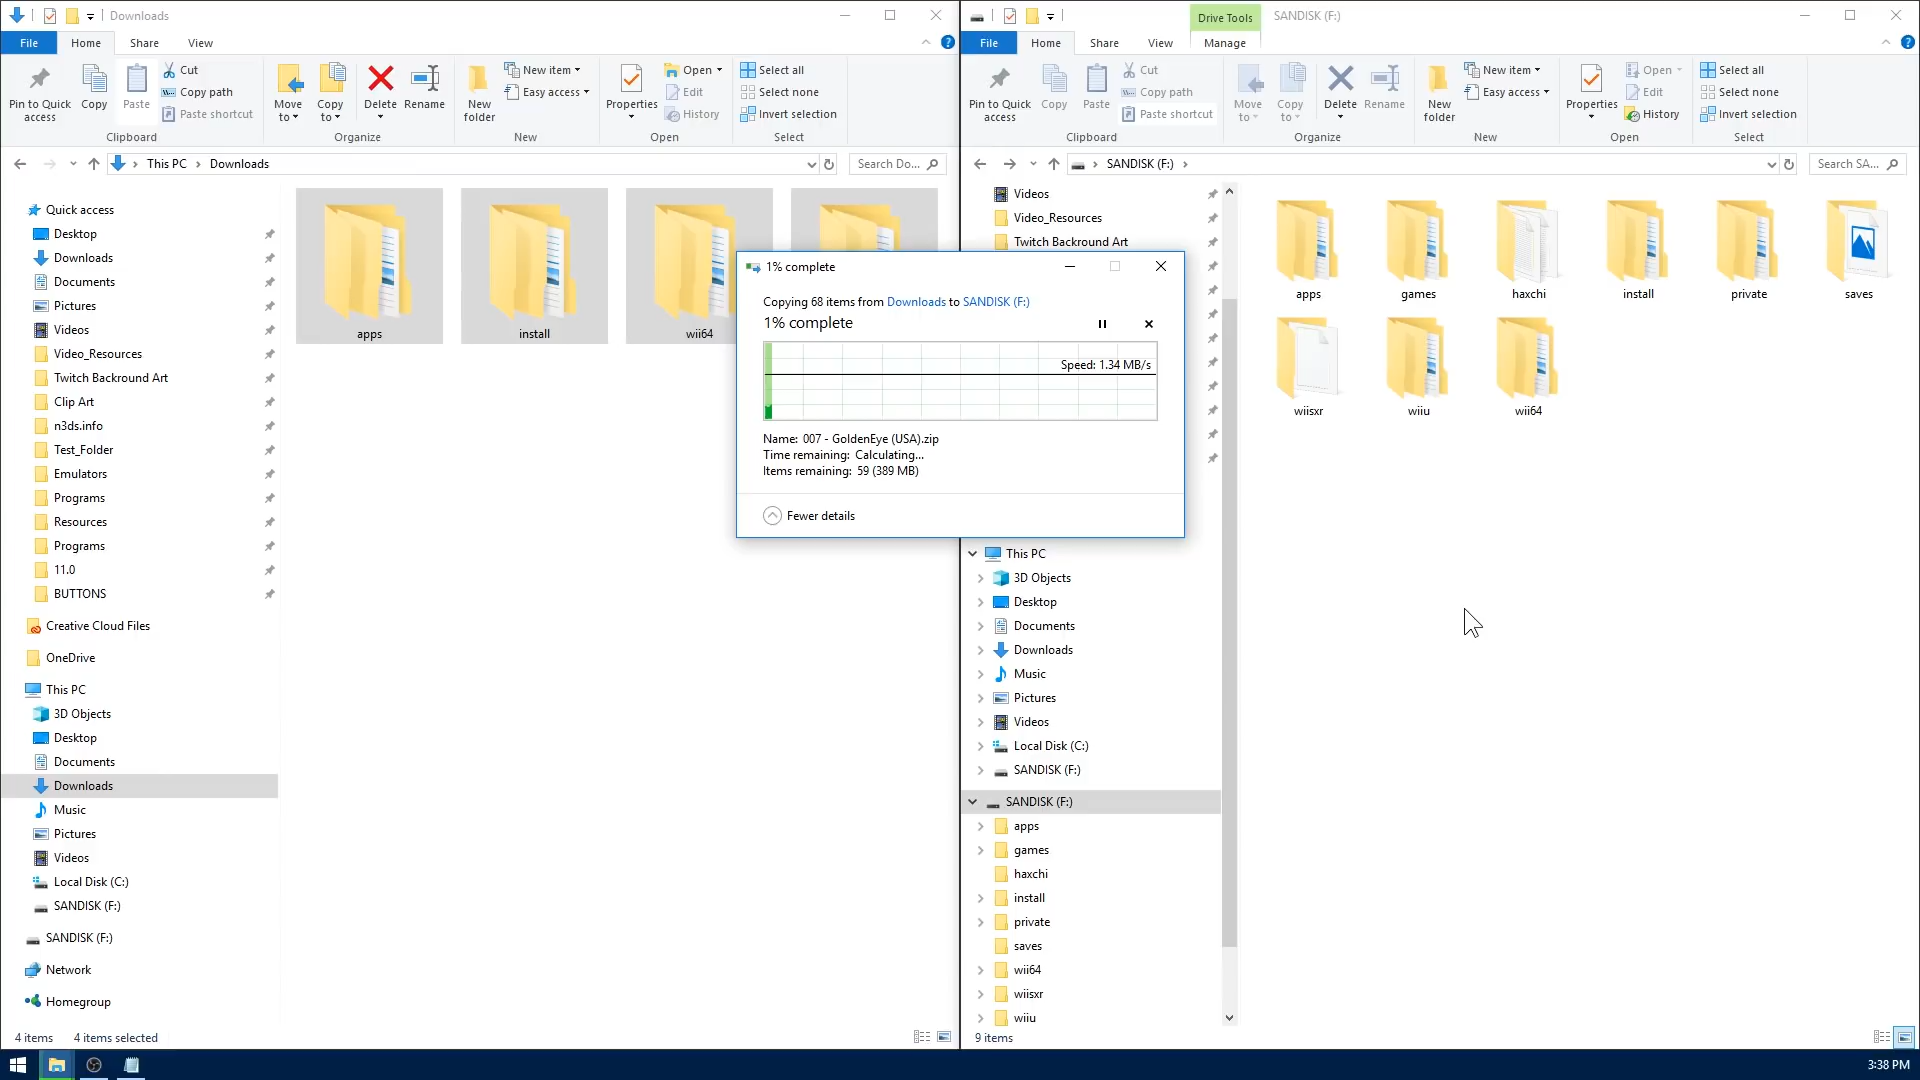 Downloads
File
Home
Share
View
Pin to Quick access
Copy
Paste
Cut
Copy path
Paste shortcut
Clipboard
Move to
Copy to
Delete
Rename
Organize
New folder
New item
Easy access
New
Properties
Open
Edit
History
Open
Select all
Select none
Invert selection
Select
This PC
Downloads
Search Do...
Quick access
Desktop
Downloads
Documents
Pictures
Videos
Video_Resources
Twitch Backround Art
Clip Art
n3ds.info
Test_Folder
Emulators
Programs
Resources
Programs
11.0
BUTTONS
Creative Cloud Files
OneDrive
This PC
3D Objects
Desktop
Documents
Downloads
Music
Pictures
Videos
Local Disk (C:)
SANDISK (F:)
SANDISK (F:)
Network
Homegroup
apps
install
wii64
4 items
4 items selected
1% complete
Copying 68 items from Downloads to SANDISK (F:)
1% complete
Speed: 1.34 MB/s
Name: 007 - GoldenEye (USA).zip
Time remaining: Calculating...
Items remaining: 59 (389 MB)
Fewer details
Drive Tools
SANDISK (F:)
File
Home
Share
View
Manage
Pin to Quick access
Copy
Paste
Cut
Copy path
Paste shortcut
Clipboard
Move to
Copy to
Delete
Rename
Organize
New folder
New item
Easy access
New
Properties
Open
Edit
History
Open
Select all
Select none
Invert selection
Select
SANDISK (F:)
Search SA...
Videos
Video_Resources
Twitch Backround Art
This PC
3D Objects
Desktop
Documents
Downloads
Music
Pictures
Videos
Local Disk (C:)
SANDISK (F:)
SANDISK (F:)
apps
games
haxchi
install
private
saves
wii64
wiisxr
wiiu
apps
games
haxchi
install
private
saves
wiisxr
wiiu
wii64
9 items
3:38 PM